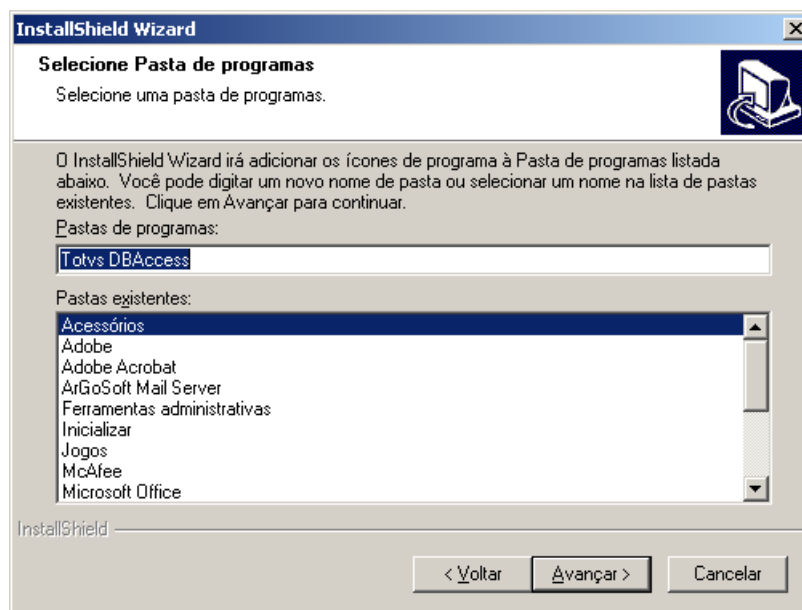 InstallShield Wizard
Selecione Pasta de programas
Selecione uma pasta de programas.
O InstallShield Wizard irá adicionar os ícones de programa à Pasta de programas listada
abaixo. Você pode digitar um novo nome de pasta ou selecionar um nome na lista de pastas
existentes. Clique em Avançar para continuar.
Pastas de programas:
Totvs DBAccess
Pastas existentes:
Acessórios
Adobe
Adobe Acrobat
ArGoSoft Mail Server
Ferramentas administrativas
Inicializar
Jogos
McAfee
Microsoft Office
InstallShield
< Voltar Avançar > Cancelar